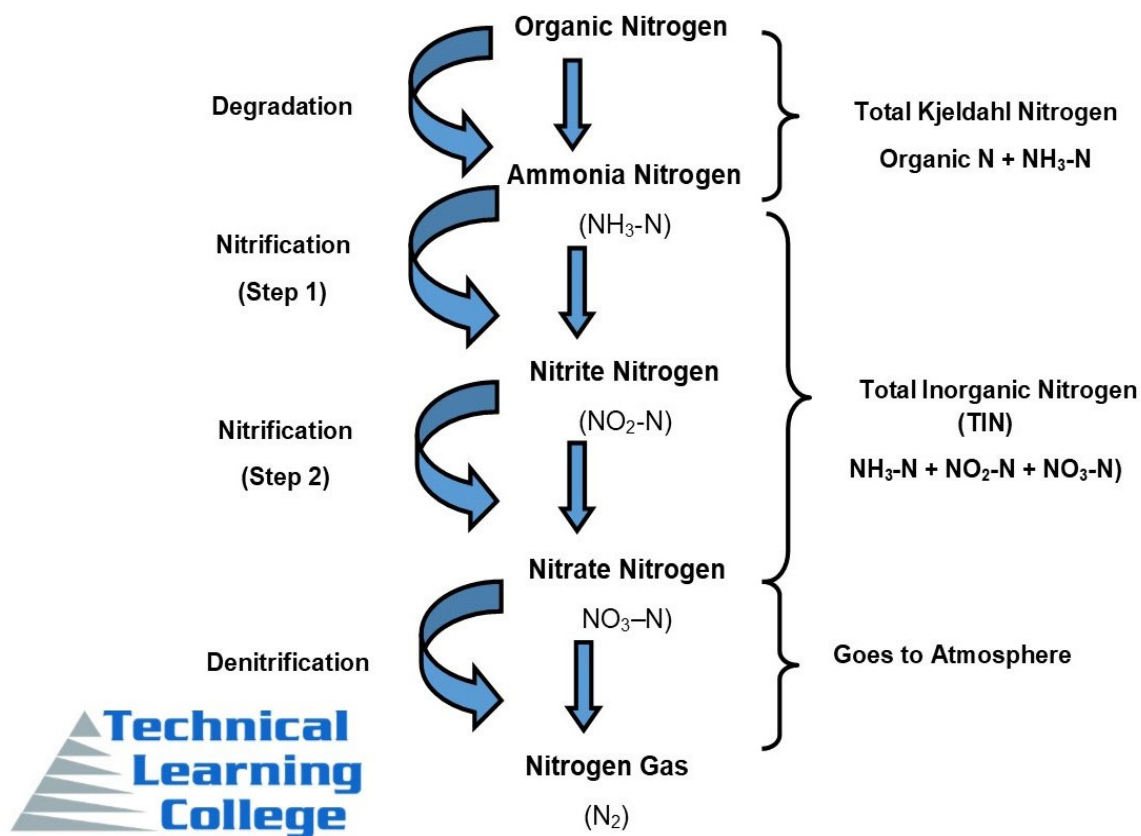 Organic Nitrogen
Degradation
Total Kjeldahl Nitrogen
Organic N + NH₃-N
Ammonia Nitrogen
(NH₃-N)
Nitrification
(Step 1)
Nitrite Nitrogen
(NO₂-N)
Total Inorganic Nitrogen
(TIN)
NH₃-N + NO₂-N + NO₃-N)
Nitrification
(Step 2)
Nitrate Nitrogen
NO₃–N)
Denitrification
Goes to Atmosphere
Nitrogen Gas
(N₂)
Technical
Learning
College